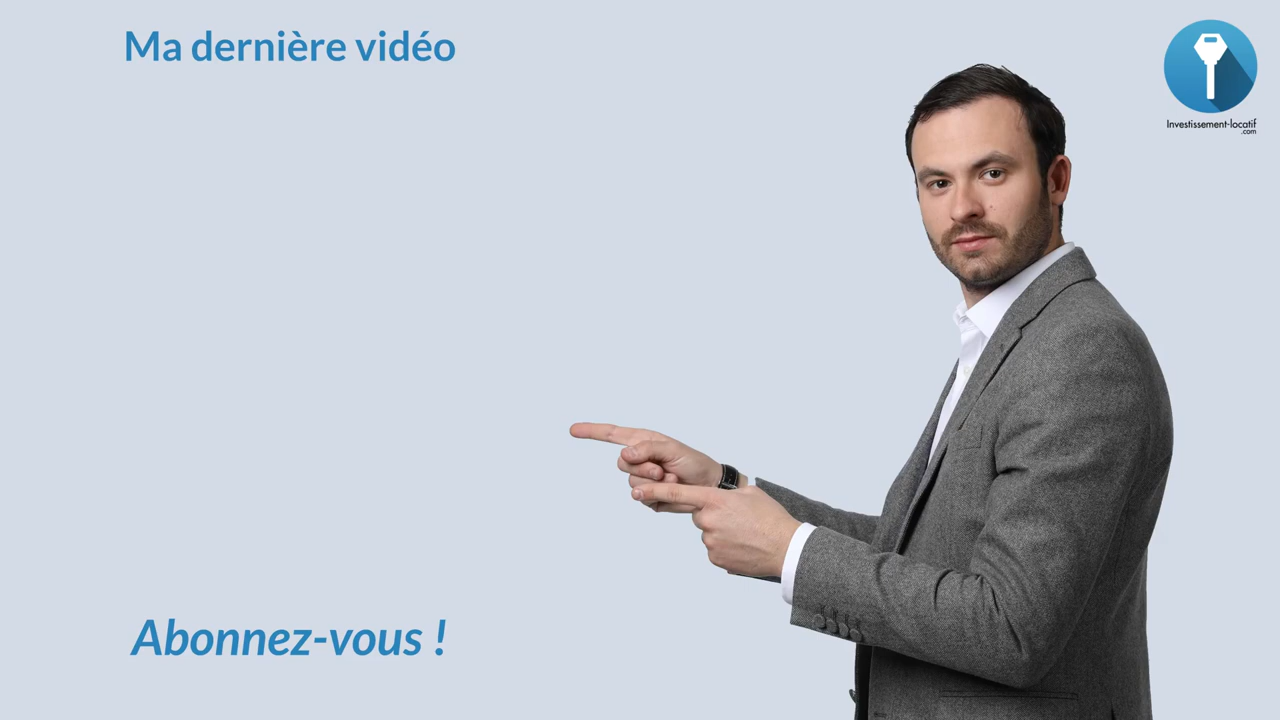 Ma dernière vidéo
Investissement-locatif
.com
Abonnez-vous !